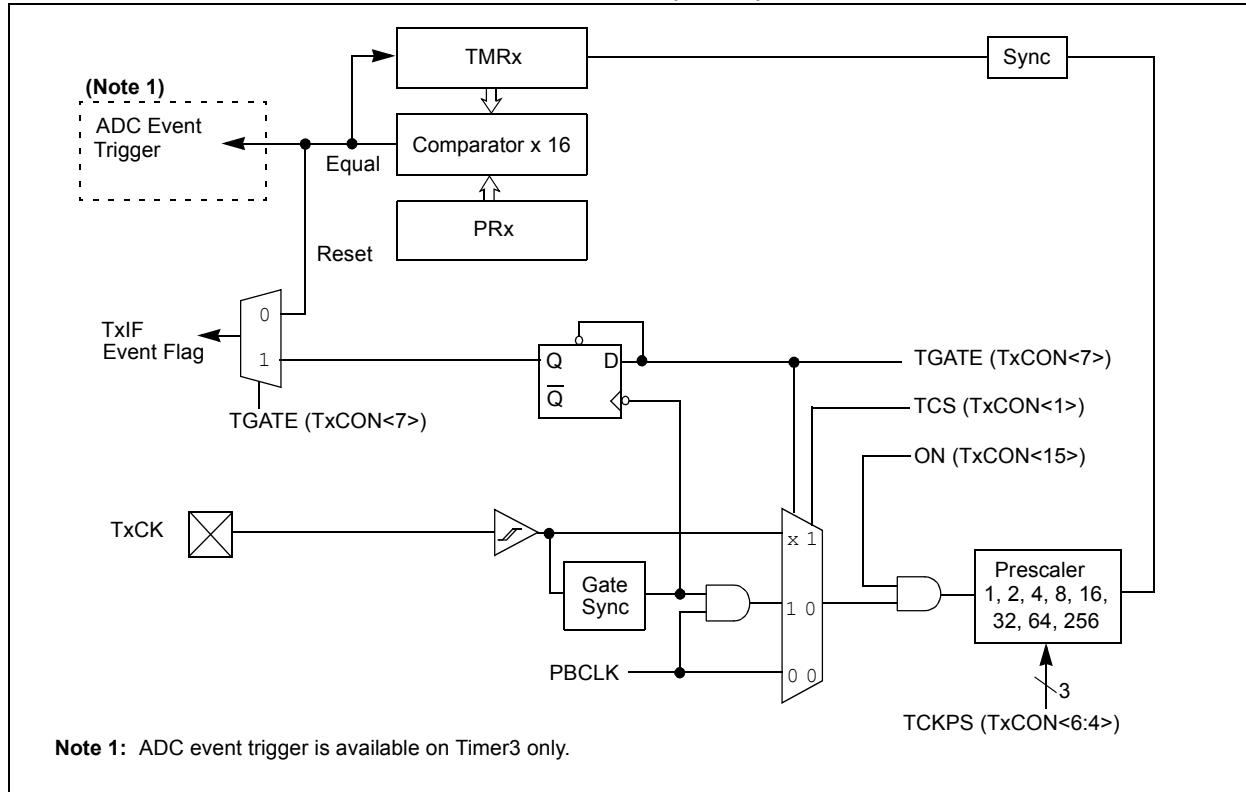 TMRx
Sync
(Note 1)
ADC Event
Trigger
Equal
Comparator x 16
PRx
Reset
0
1
TxIF
Event Flag
TGATE (TxCON<7>)
Q D
Q
TGATE (TxCON<7>)
TCS (TxCON<1>)
ON (TxCON<15>)
TxCK
x 1
Gate
Sync
1 0
Prescaler
1, 2, 4, 8, 16,
32, 64, 256
PBCLK
0 0
3
TCKPS (TxCON<6:4>)
Note 1: ADC event trigger is available on Timer3 only.